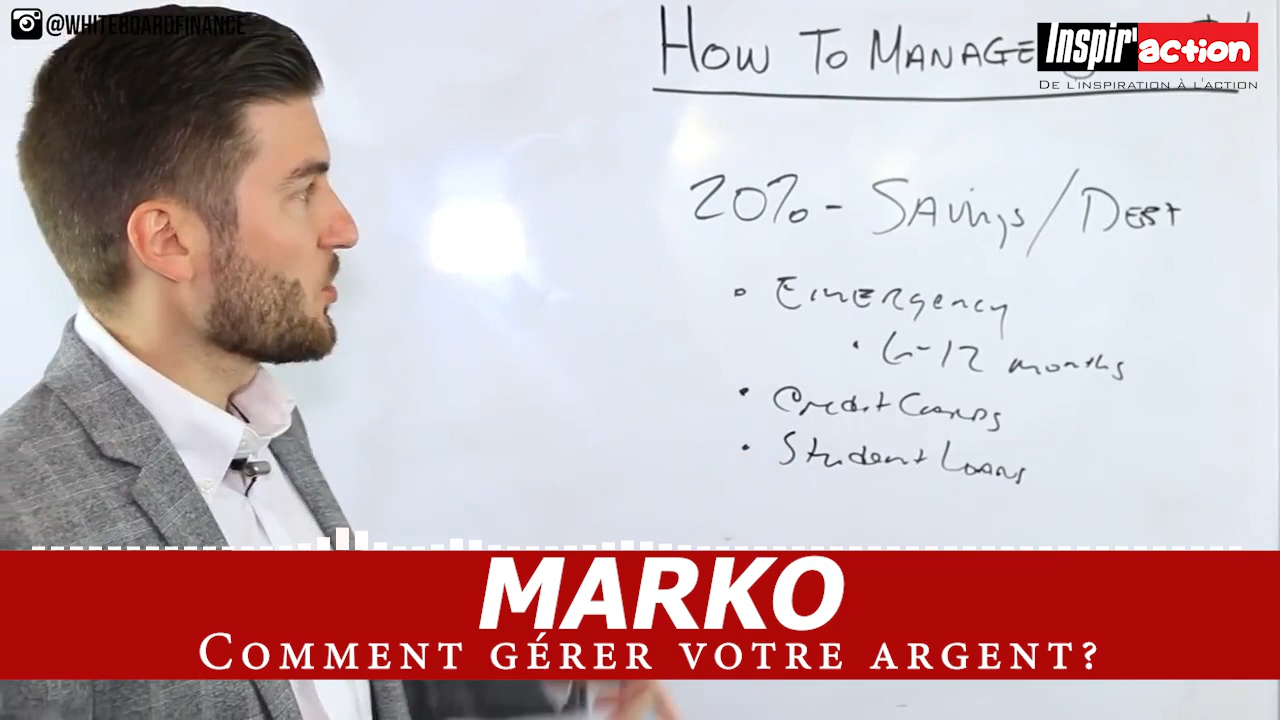 @WHITEBOARDFINANCE
HOW TO MANAGE
Inspir'action
DE L'INSPIRATION À L'ACTION
20% - SAVINGS/DEBT
• EMERGENCY
• 6-12 months
• Credit Cards
• Student Loans
MARKO
COMMENT GÉRER VOTRE ARGENT?